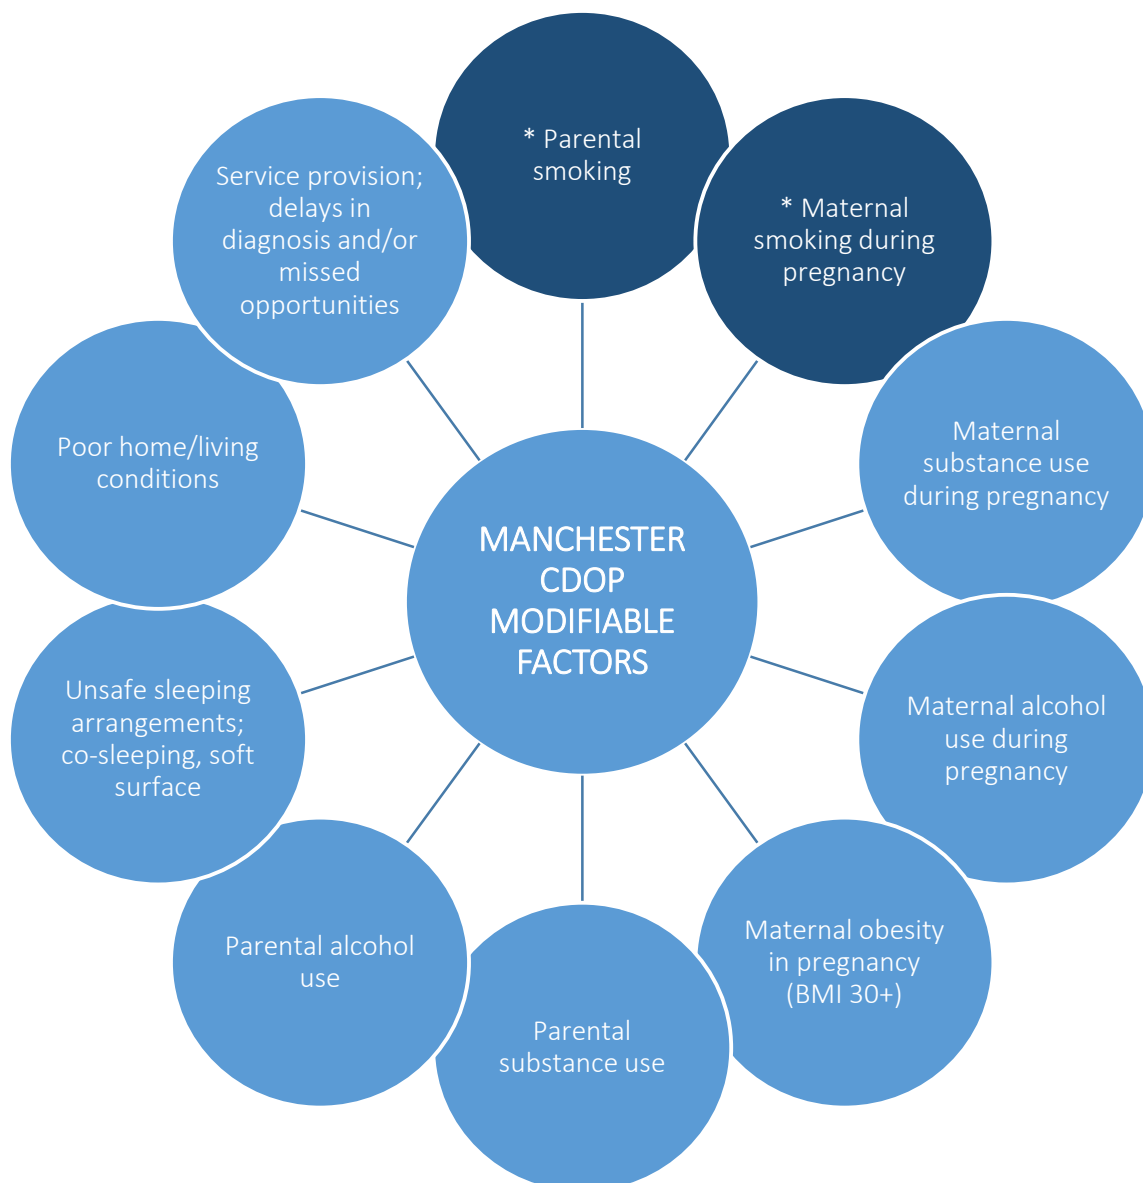 * Parental
smoking
* Maternal
smoking during
pregnancy
Maternal
substance use
during pregnancy
Maternal alcohol
use during
pregnancy
Maternal obesity
in pregnancy
(BMI 30+)
Parental
substance use
Parental alcohol
use
Unsafe sleeping
arrangements;
co-sleeping, soft
surface
Poor home/living
conditions
Service provision;
delays in
diagnosis and/or
missed
opportunities
MANCHESTER
CDOP
MODIFIABLE
FACTORS